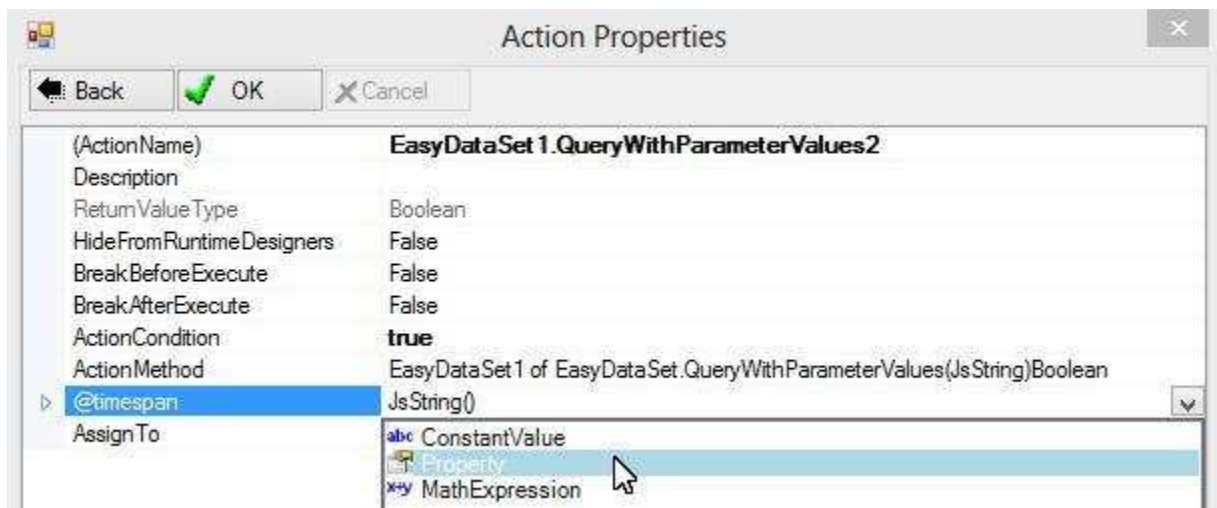 Action Properties
Back OK Cancel
(ActionName) EasyDataSet1.QueryWithParameterValues2
Description
ReturnValueType Boolean
HideFromRuntimeDesigners False
BreakBeforeExecute False
BreakAfterExecute False
ActionCondition true
ActionMethod EasyDataSet1 of EasyDataSet.QueryWithParameterValues(JsString)Boolean
@timespan JsString()
AssignTo
abc ConstantValue
Property
x+y MathExpression